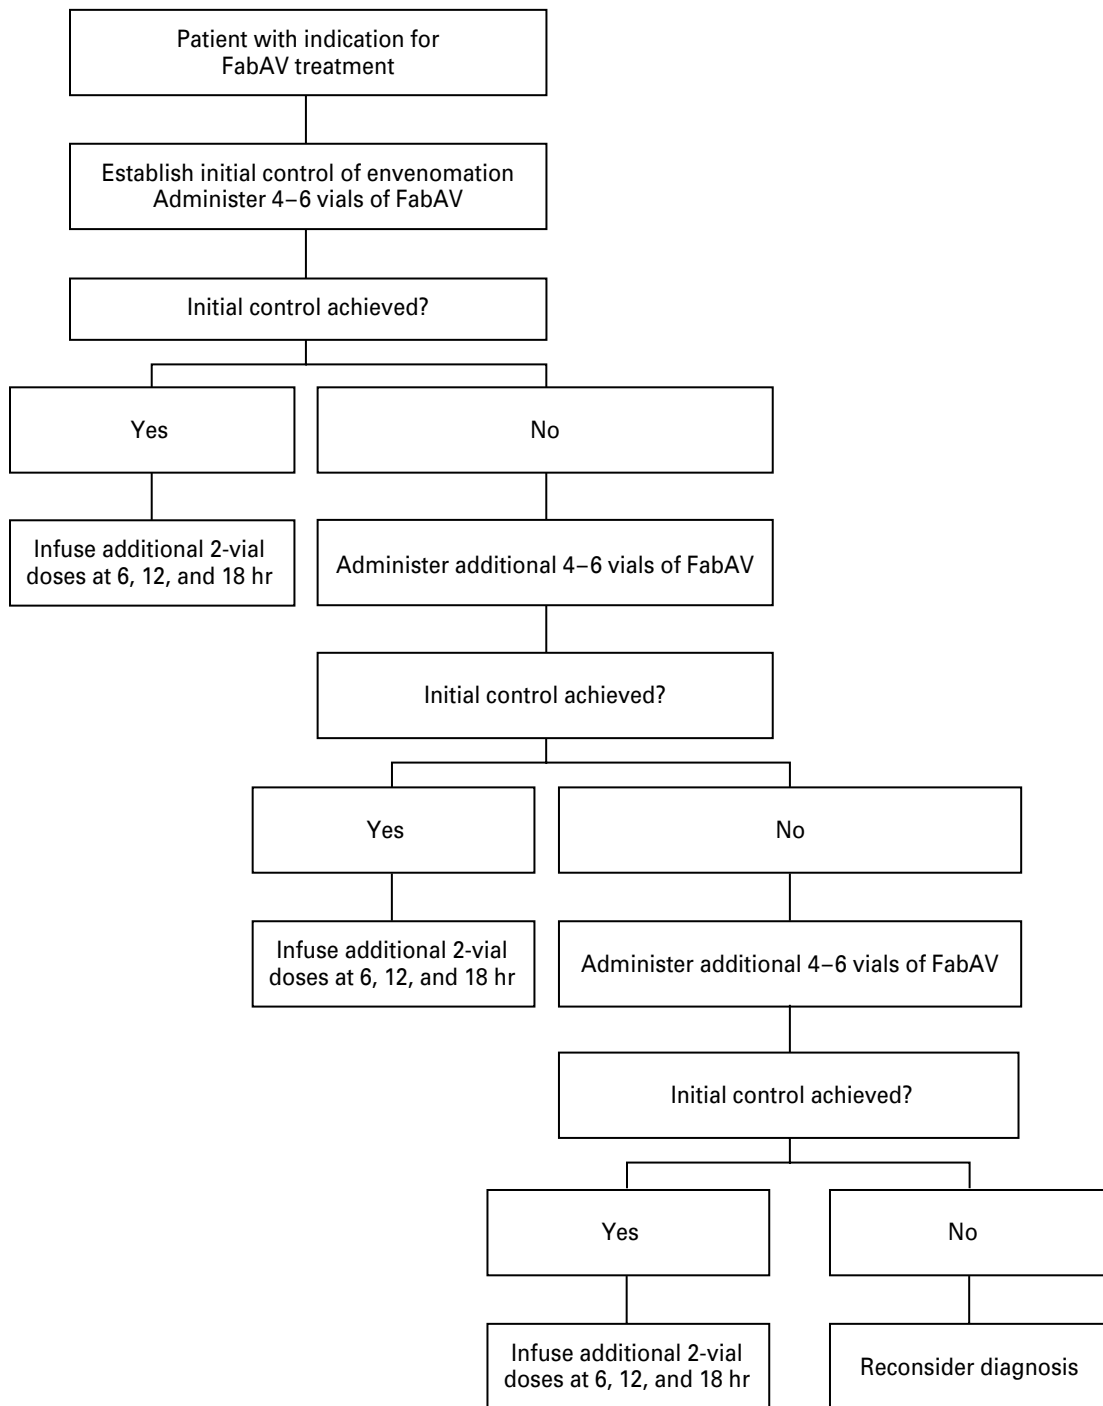 Patient with indication for
FabAV treatment
Establish initial control of envenomation
Administer 4–6 vials of FabAV
Initial control achieved?
Yes
No
Infuse additional 2-vial
doses at 6, 12, and 18 hr
Administer additional 4–6 vials of FabAV
Initial control achieved?
Yes
No
Infuse additional 2-vial
doses at 6, 12, and 18 hr
Administer additional 4–6 vials of FabAV
Initial control achieved?
Yes
No
Infuse additional 2-vial
doses at 6, 12, and 18 hr
Reconsider diagnosis